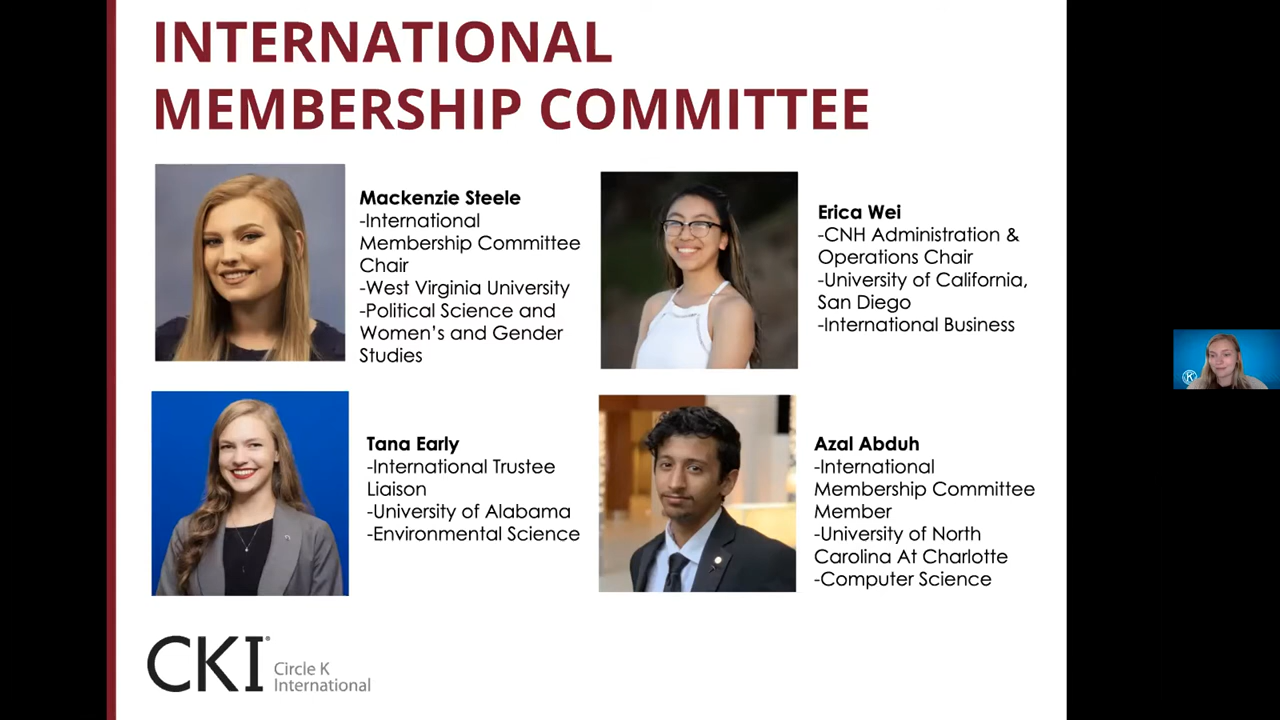 INTERNATIONAL
MEMBERSHIP COMMITTEE
Mackenzie Steele
-International
Membership Committee
Chair
-West Virginia University
-Political Science and
Women's and Gender
Studies
Erica Wei
-CNH Administration &
Operations Chair
-University of California,
San Diego
-International Business
Tana Early
-International Trustee
Liaison
-University of Alabama
-Environmental Science
Azal Abduh
-International
Membership Committee
Member
-University of North
Carolina At Charlotte
-Computer Science
CKI®
Circle K
International
K